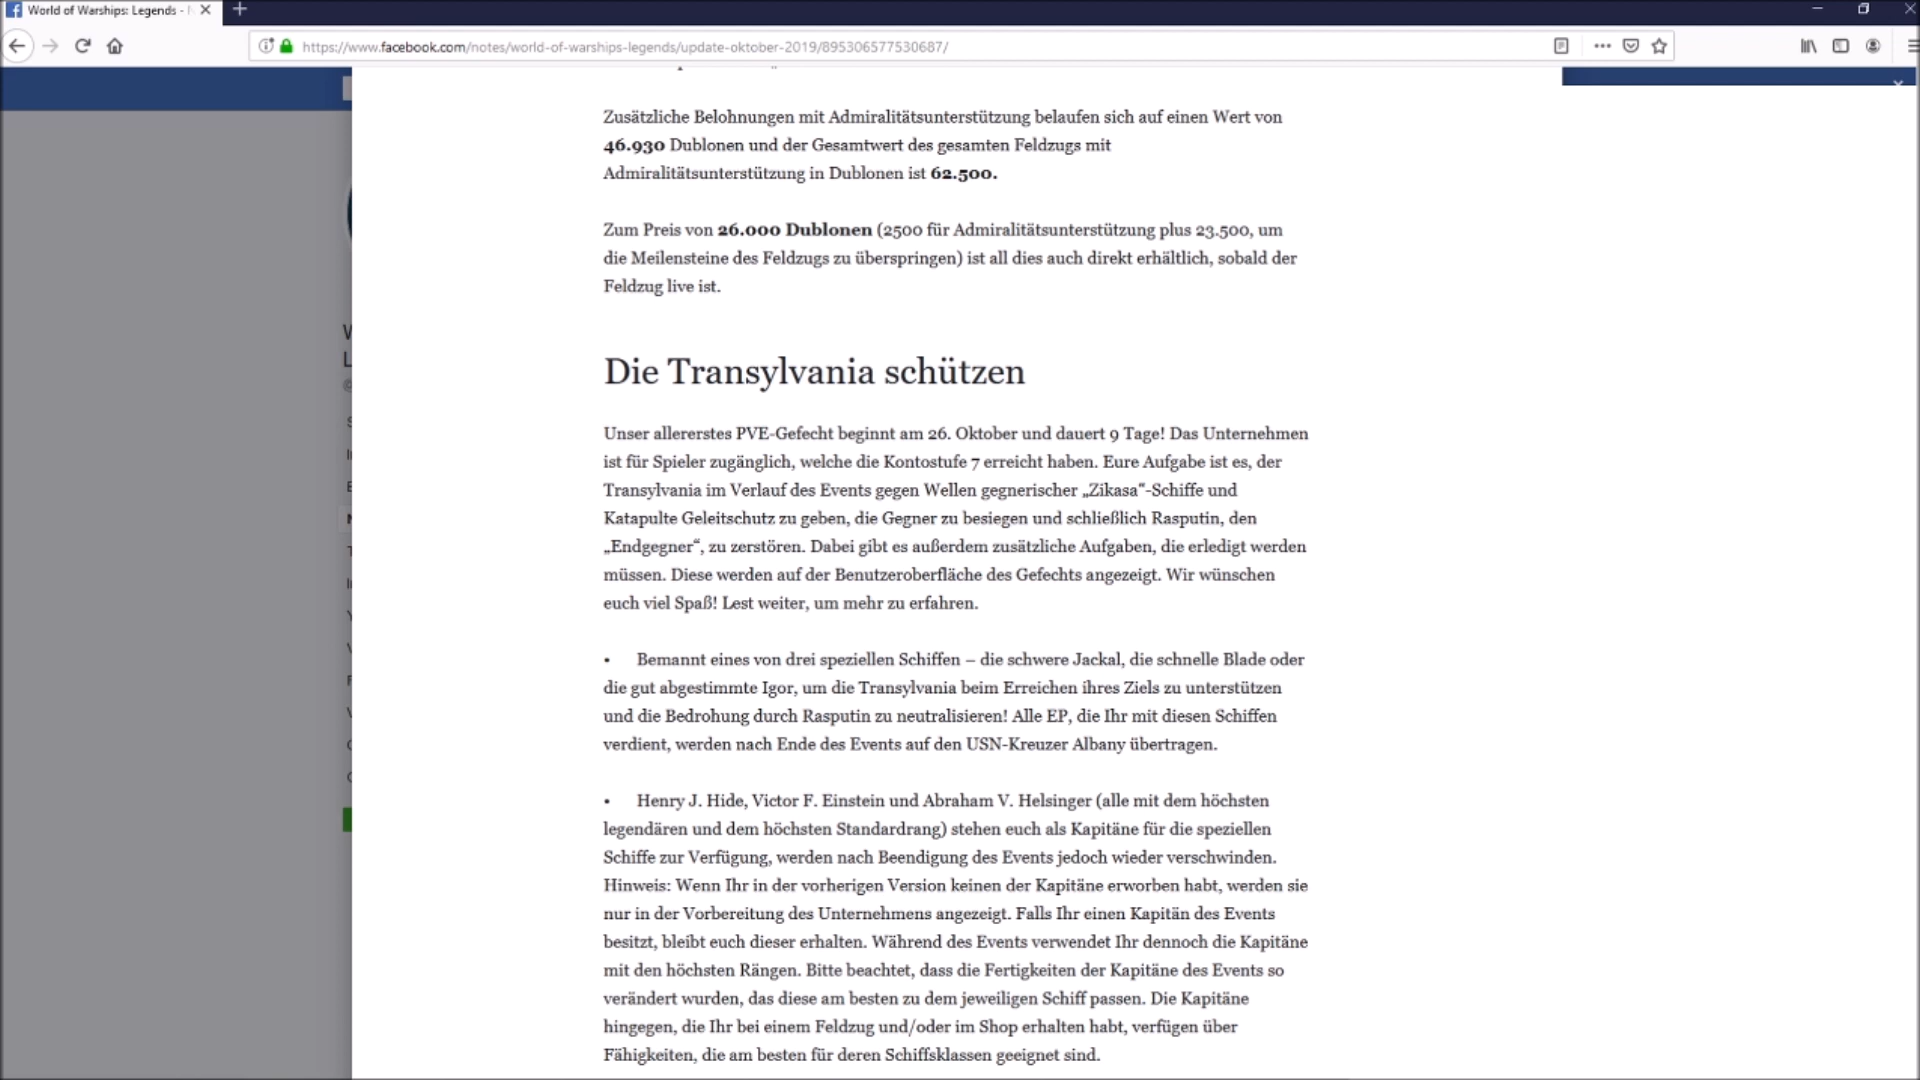 World of Warships: Legends -
https://www.facebook.com/notes/world-of-warships-legends/update-oktober-2019/895306577530687/
Zusätzliche Belohnungen mit Admiralitätsunterstützung belaufen sich auf einen Wert von
46.930 Dublonen und der Gesamtwert des gesamten Feldzugs mit
Admiralitätsunterstützung in Dublonen ist 62.500.
Zum Preis von 26.000 Dublonen (2500 für Admiralitätsunterstützung plus 23.500, um
die Meilensteine des Feldzugs zu überspringen) ist all dies auch direkt erhältlich, sobald der
Feldzug live ist.
Die Transylvania schützen
Unser allererstes PVE-Gefecht beginnt am 26. Oktober und dauert 9 Tage! Das Unternehmen
ist für Spieler zugänglich, welche die Kontostufe 7 erreicht haben. Eure Aufgabe ist es, der
Transylvania im Verlauf des Events gegen Wellen gegnerischer „Zikasa“-Schiffe und
Katapulte Geleitschutz zu geben, die Gegner zu besiegen und schließlich Rasputin, den
„Endgegner“, zu zerstören. Dabei gibt es außerdem zusätzliche Aufgaben, die erledigt werden
müssen. Diese werden auf der Benutzeroberfläche des Gefechts angezeigt. Wir wünschen
euch viel Spaß! Lest weiter, um mehr zu erfahren.
• Bemannt eines von drei speziellen Schiffen – die schwere Jackal, die schnelle Blade oder
die gut abgestimmte Igor, um die Transylvania beim Erreichen ihres Ziels zu unterstützen
und die Bedrohung durch Rasputin zu neutralisieren! Alle EP, die Ihr mit diesen Schiffen
verdient, werden nach Ende des Events auf den USN-Kreuzer Albany übertragen.
• Henry J. Hide, Victor F. Einstein und Abraham V. Helsinger (alle mit dem höchsten
legendären und dem höchsten Standardrang) stehen euch als Kapitäne für die speziellen
Schiffe zur Verfügung, werden nach Beendigung des Events jedoch wieder verschwinden.
Hinweis: Wenn Ihr in der vorherigen Version keinen der Kapitäne erworben habt, werden sie
nur in der Vorbereitung des Unternehmens angezeigt. Falls Ihr einen Kapitän des Events
besitzt, bleibt euch dieser erhalten. Während des Events verwendet Ihr dennoch die Kapitäne
mit den höchsten Rängen. Bitte beachtet, dass die Fertigkeiten der Kapitäne des Events so
verändert wurden, das diese am besten zu dem jeweiligen Schiff passen. Die Kapitäne
hingegen, die Ihr bei einem Feldzug und/oder im Shop erhalten habt, verfügen über
Fähigkeiten, die am besten für deren Schiffsklassen geeignet sind.